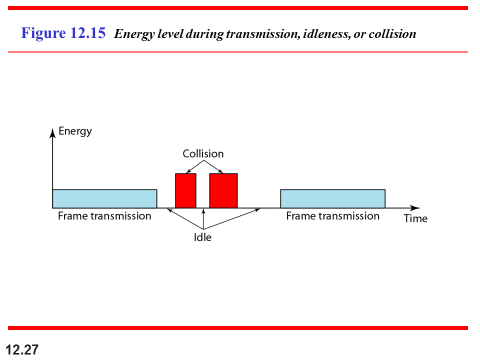 Figure 12.15 Energy level during transmission, idleness, or collision
Energy
Collision
Frame transmission
Frame transmission
Time
Idle
12.27